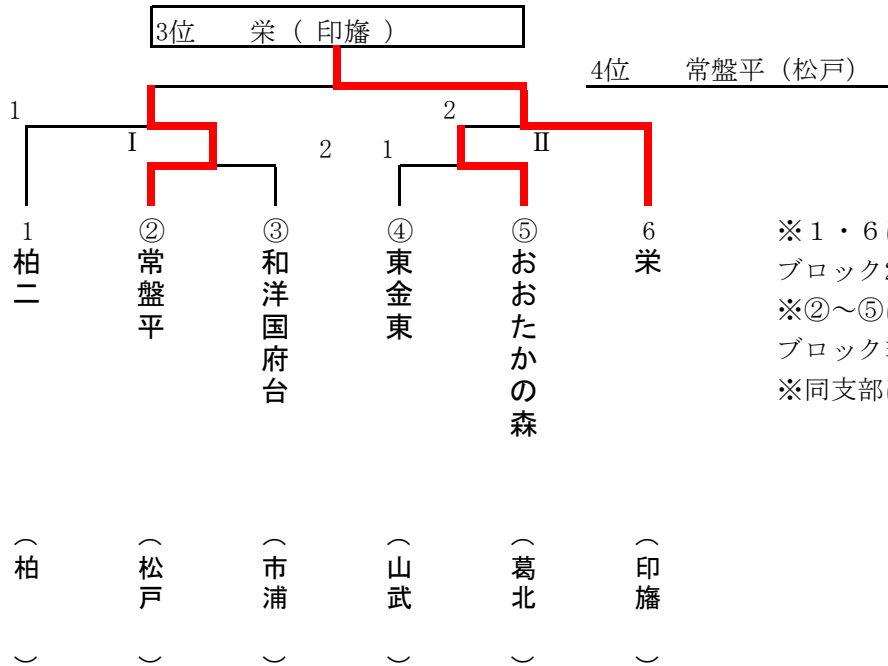 3位 栄 ( 印旛 )
4位 常盤平 (松戸)
1
2
Ⅰ
2
1
Ⅱ
1
柏二
②
常盤平
③
和洋国府台
④
東金東
⑤
おおたかの森
6
栄
※１・６
ブロック
※②～⑤
ブロック
※同支部
（柏）
（松戸）
（市浦）
（山武）
（葛北）
（印旛）